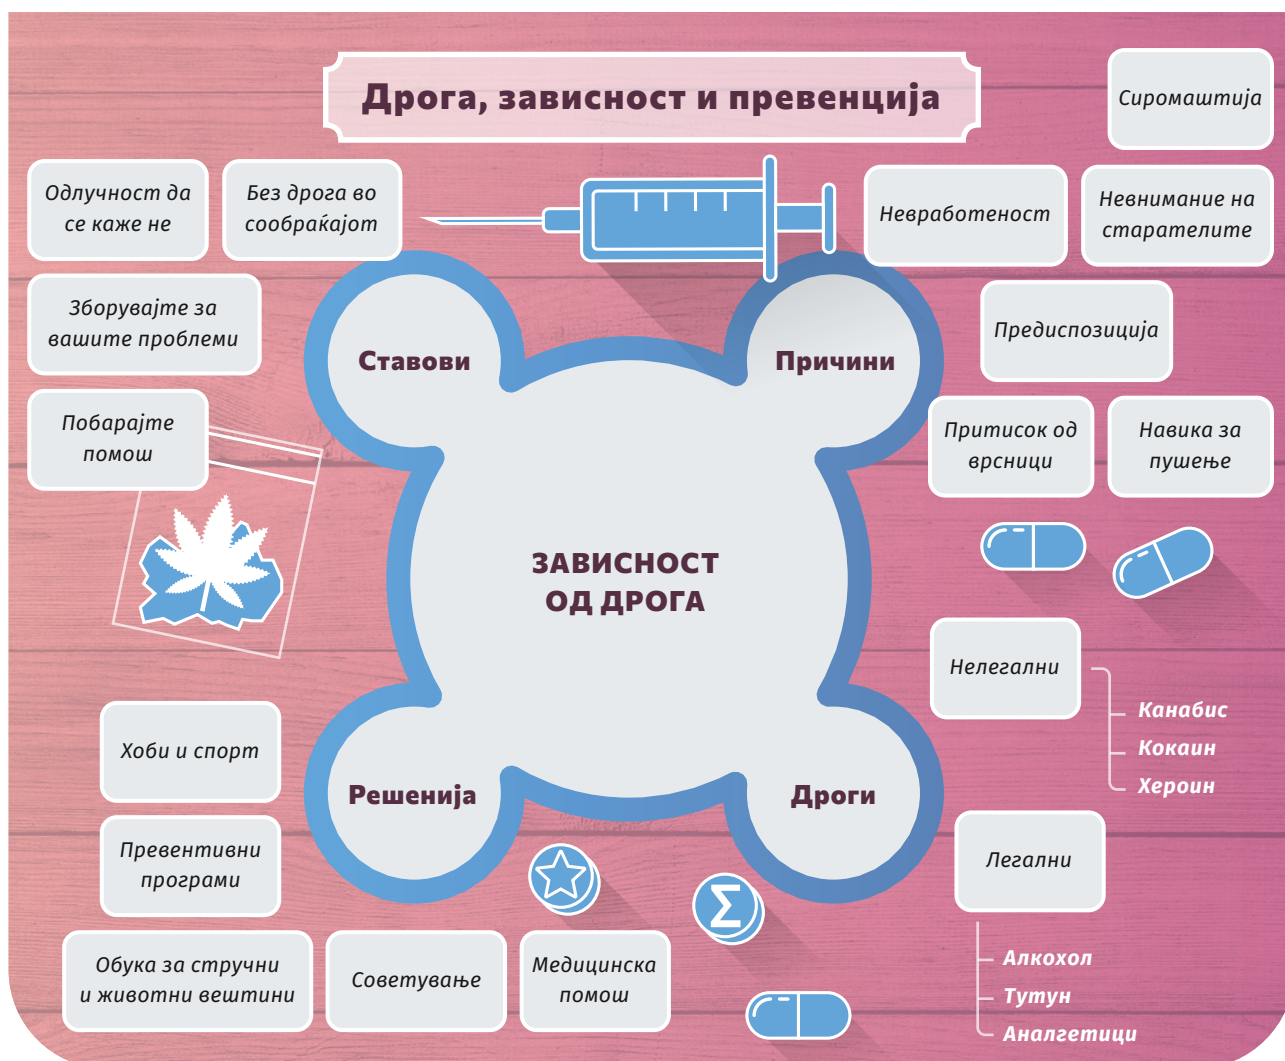 Дрога, зависност и превенција
Сиромаштија
Одлучност да
се каже не
Без дрога во
сообраќајот
Невработеност
Невнимание на
старателите
Зборувајте за
вашите проблеми
Предиспозиција
Ставови
Причини
Побарајте
помош
Притисок од
врсници
Навика за
пушење
ЗАВИСНОСТ
ОД ДРОГА
Нелегални
Канабис
Кокаин
Хероин
Хоби и спорт
Решенија
Дроги
Превентивни
програми
Легални
Σ
Обука за стручни
и животни вештини
Советување
Медицинска
помош
Алкохол
Тутун
Аналгетици